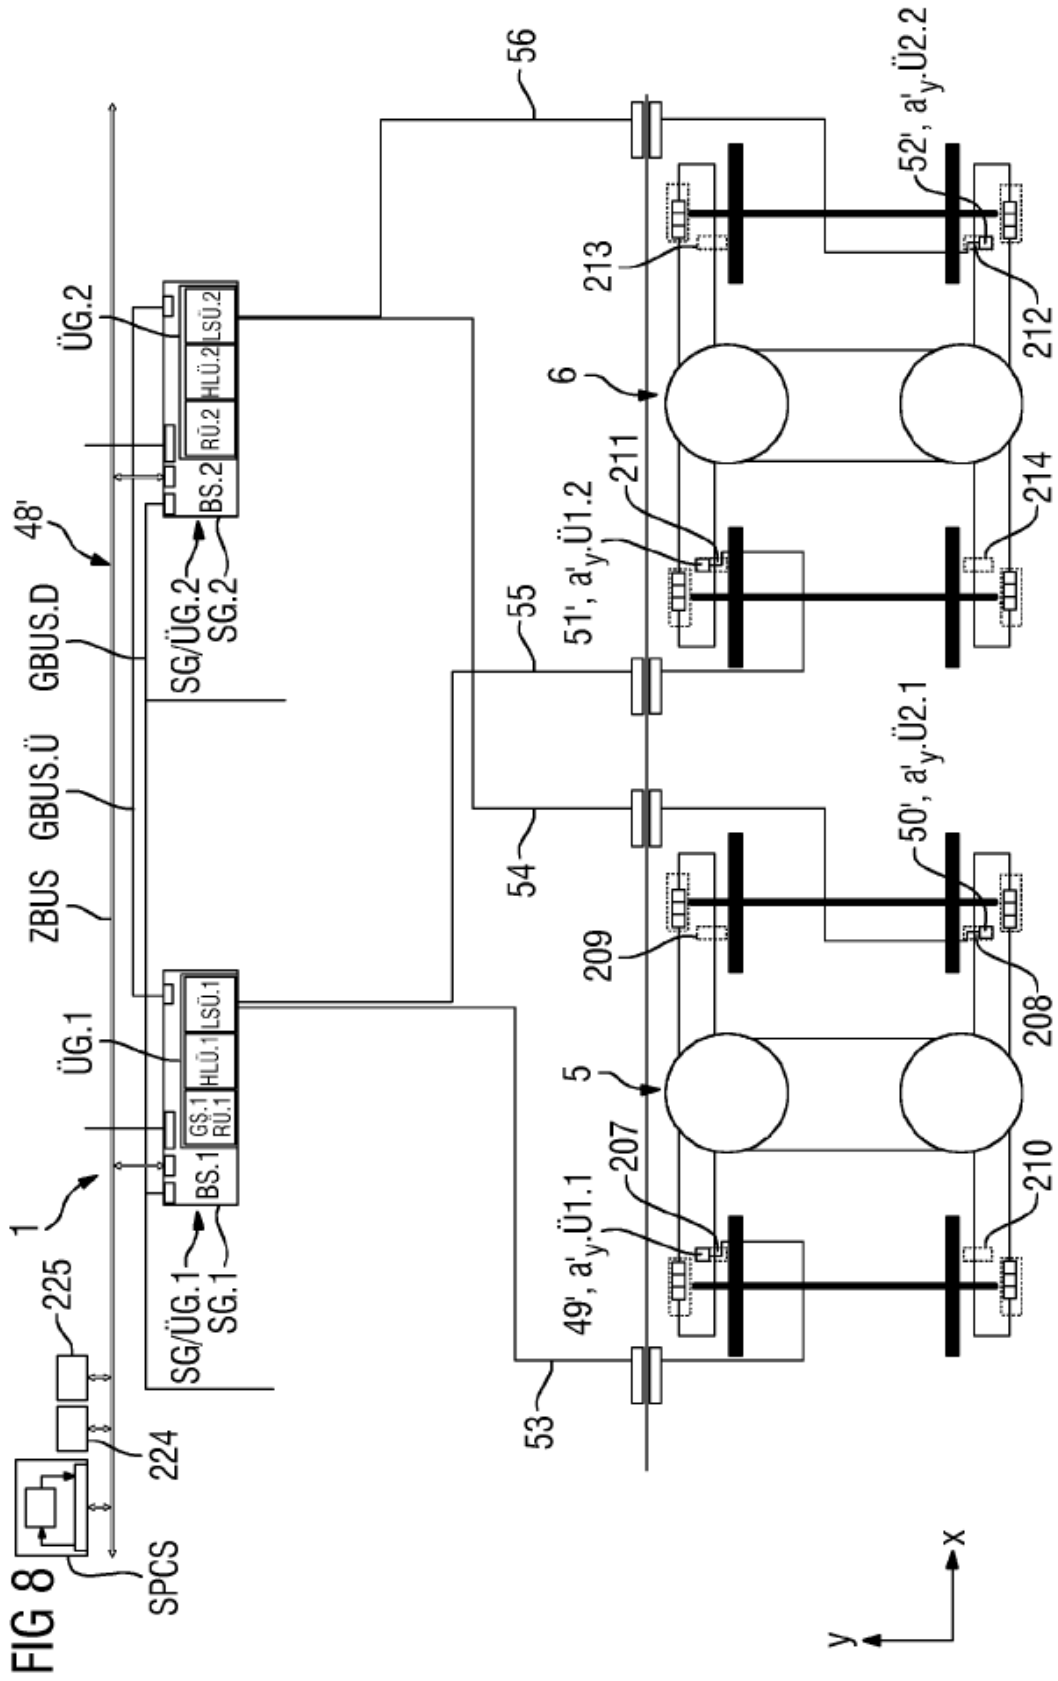 FIG 8
SPCS
224
225
1
ZBUS
GBUS.Ü
GBUS.D
48'
ÜG.1
ÜG.2
SG/ÜG.1
SG.1
BS.1
GS.1
RÜ.1
HLÜ.1
LSÜ.1
SG/ÜG.2
SG.2
BS.2
RÜ.2
HLÜ.2
LSÜ.2
53
54
55
56
49', a'y.Ü1.1
207
5
209
51', a'y.Ü1.2
211
6
213
210
208
50', a'y.Ü2.1
214
212
52', a'y.Ü2.2
y
x